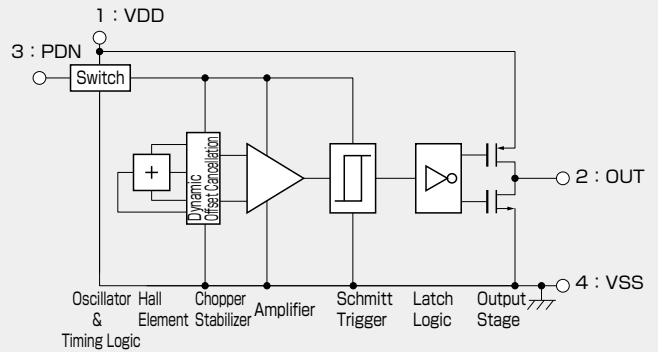 1：VDD
3：PDN
Switch
Dynamic
Offset Cancellation
+
2：OUT
4：VSS
Oscillator
&
Timing Logic
Hall
Element
Chopper
Stabilizer
Amplifier
Schmitt
Trigger
Latch
Logic
Output
Stage